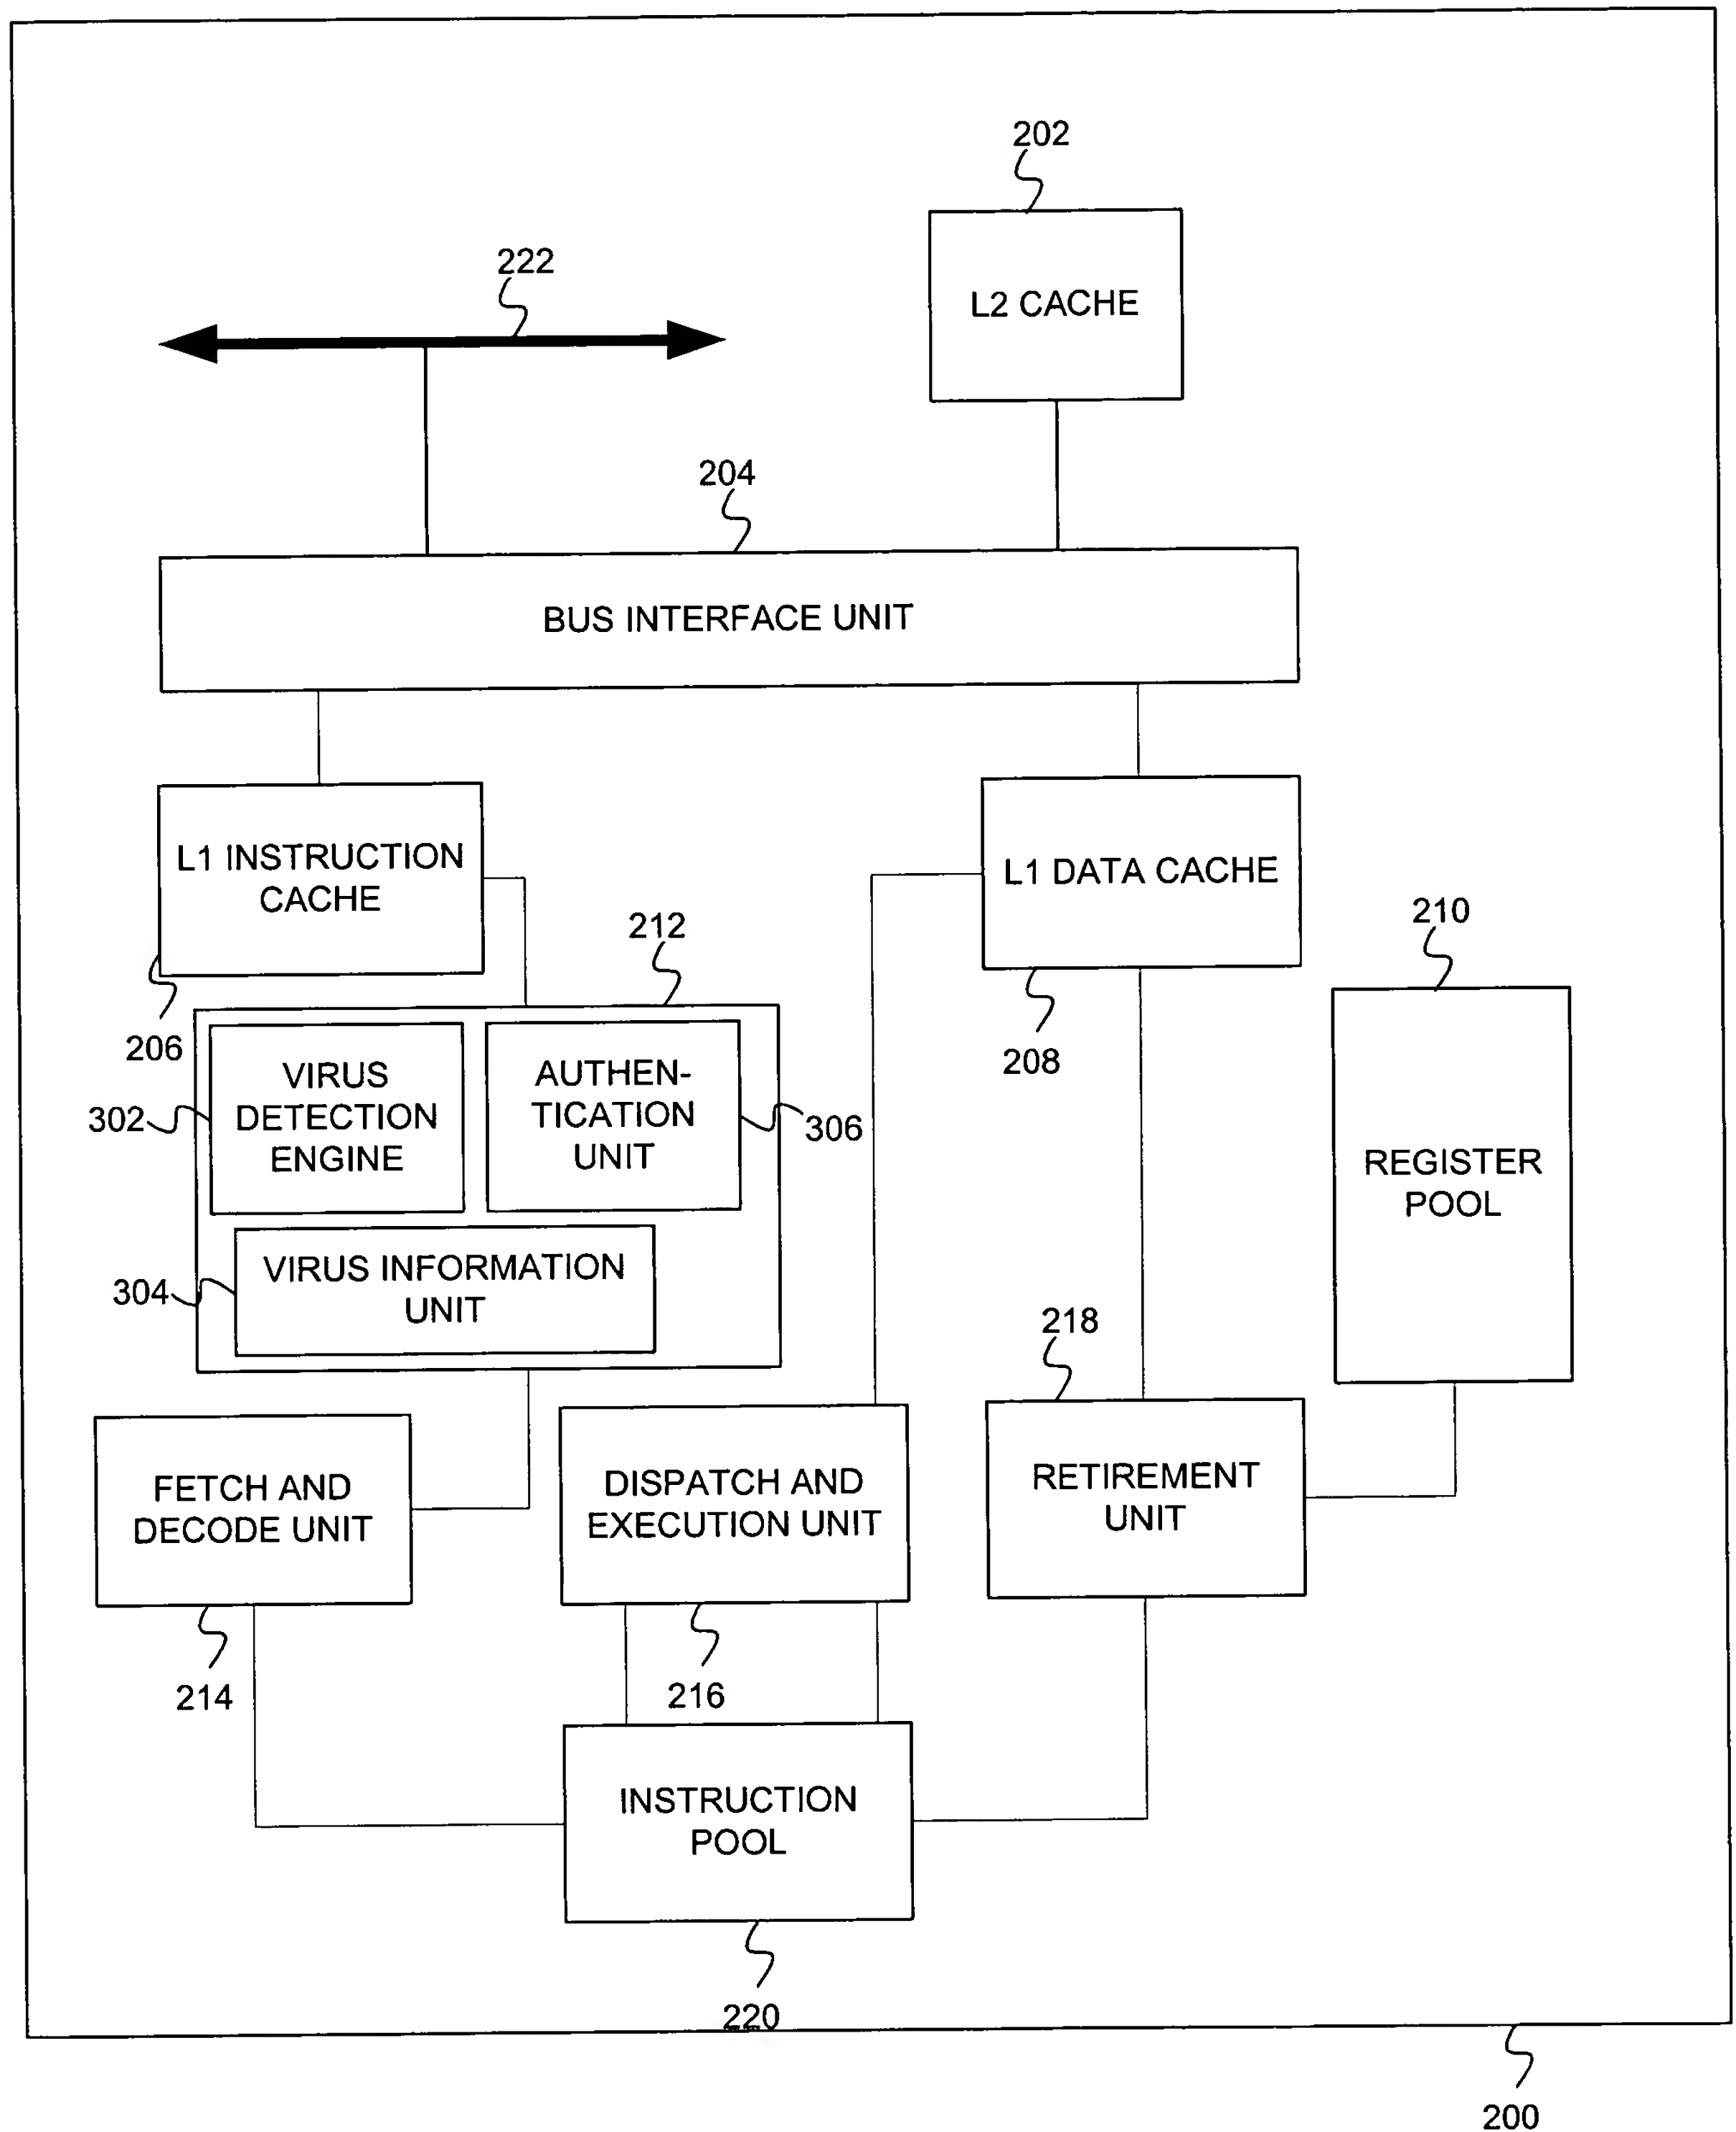 202
222
L2 CACHE
204
BUS INTERFACE UNIT
L1 INSTRUCTION
CACHE
L1 DATA CACHE
212
210
206
208
VIRUS
DETECTION
ENGINE
302
AUTHEN-
TICATION
UNIT
306
REGISTER
POOL
VIRUS INFORMATION
UNIT
304
218
FETCH AND
DECODE UNIT
DISPATCH AND
EXECUTION UNIT
RETIREMENT
UNIT
214
216
INSTRUCTION
POOL
220
200